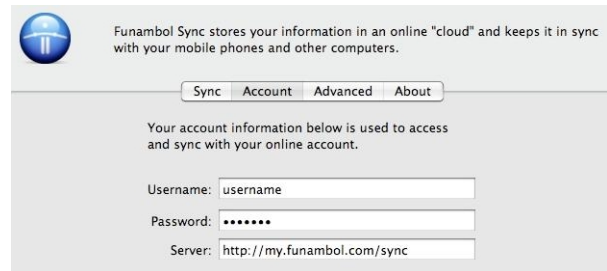 Funambol Sync stores your information in an online "cloud" and keeps it in sync
with your mobile phones and other computers.
Sync Account Advanced About
Your account information below is used to access
and sync with your online account.
Username: username
Password: •••••••
Server: http://my.funambol.com/sync